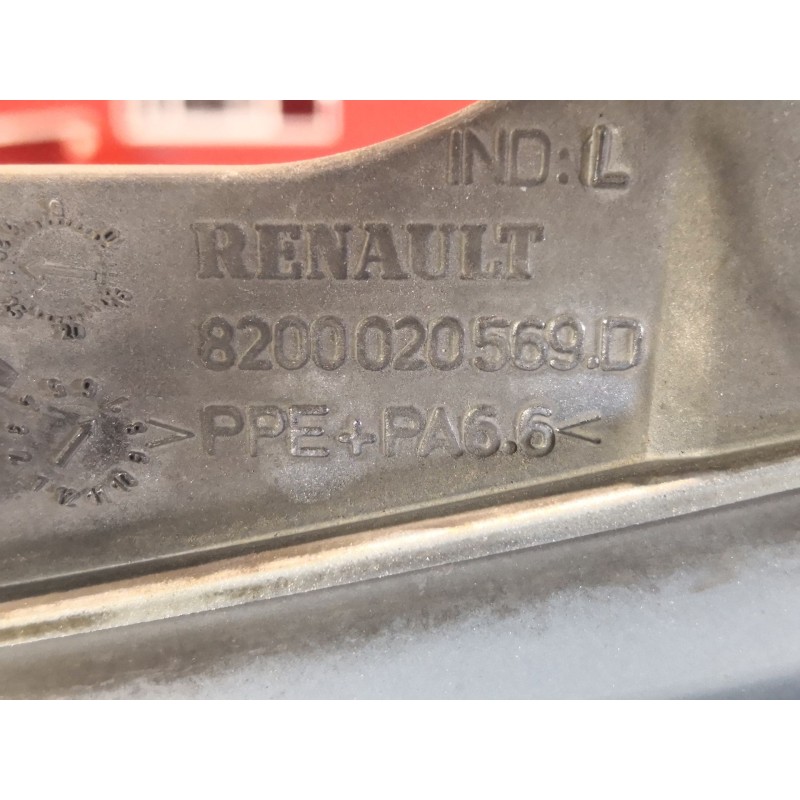 IND:L
RENAULT
8200020569.D
>PPE+PA6.6<